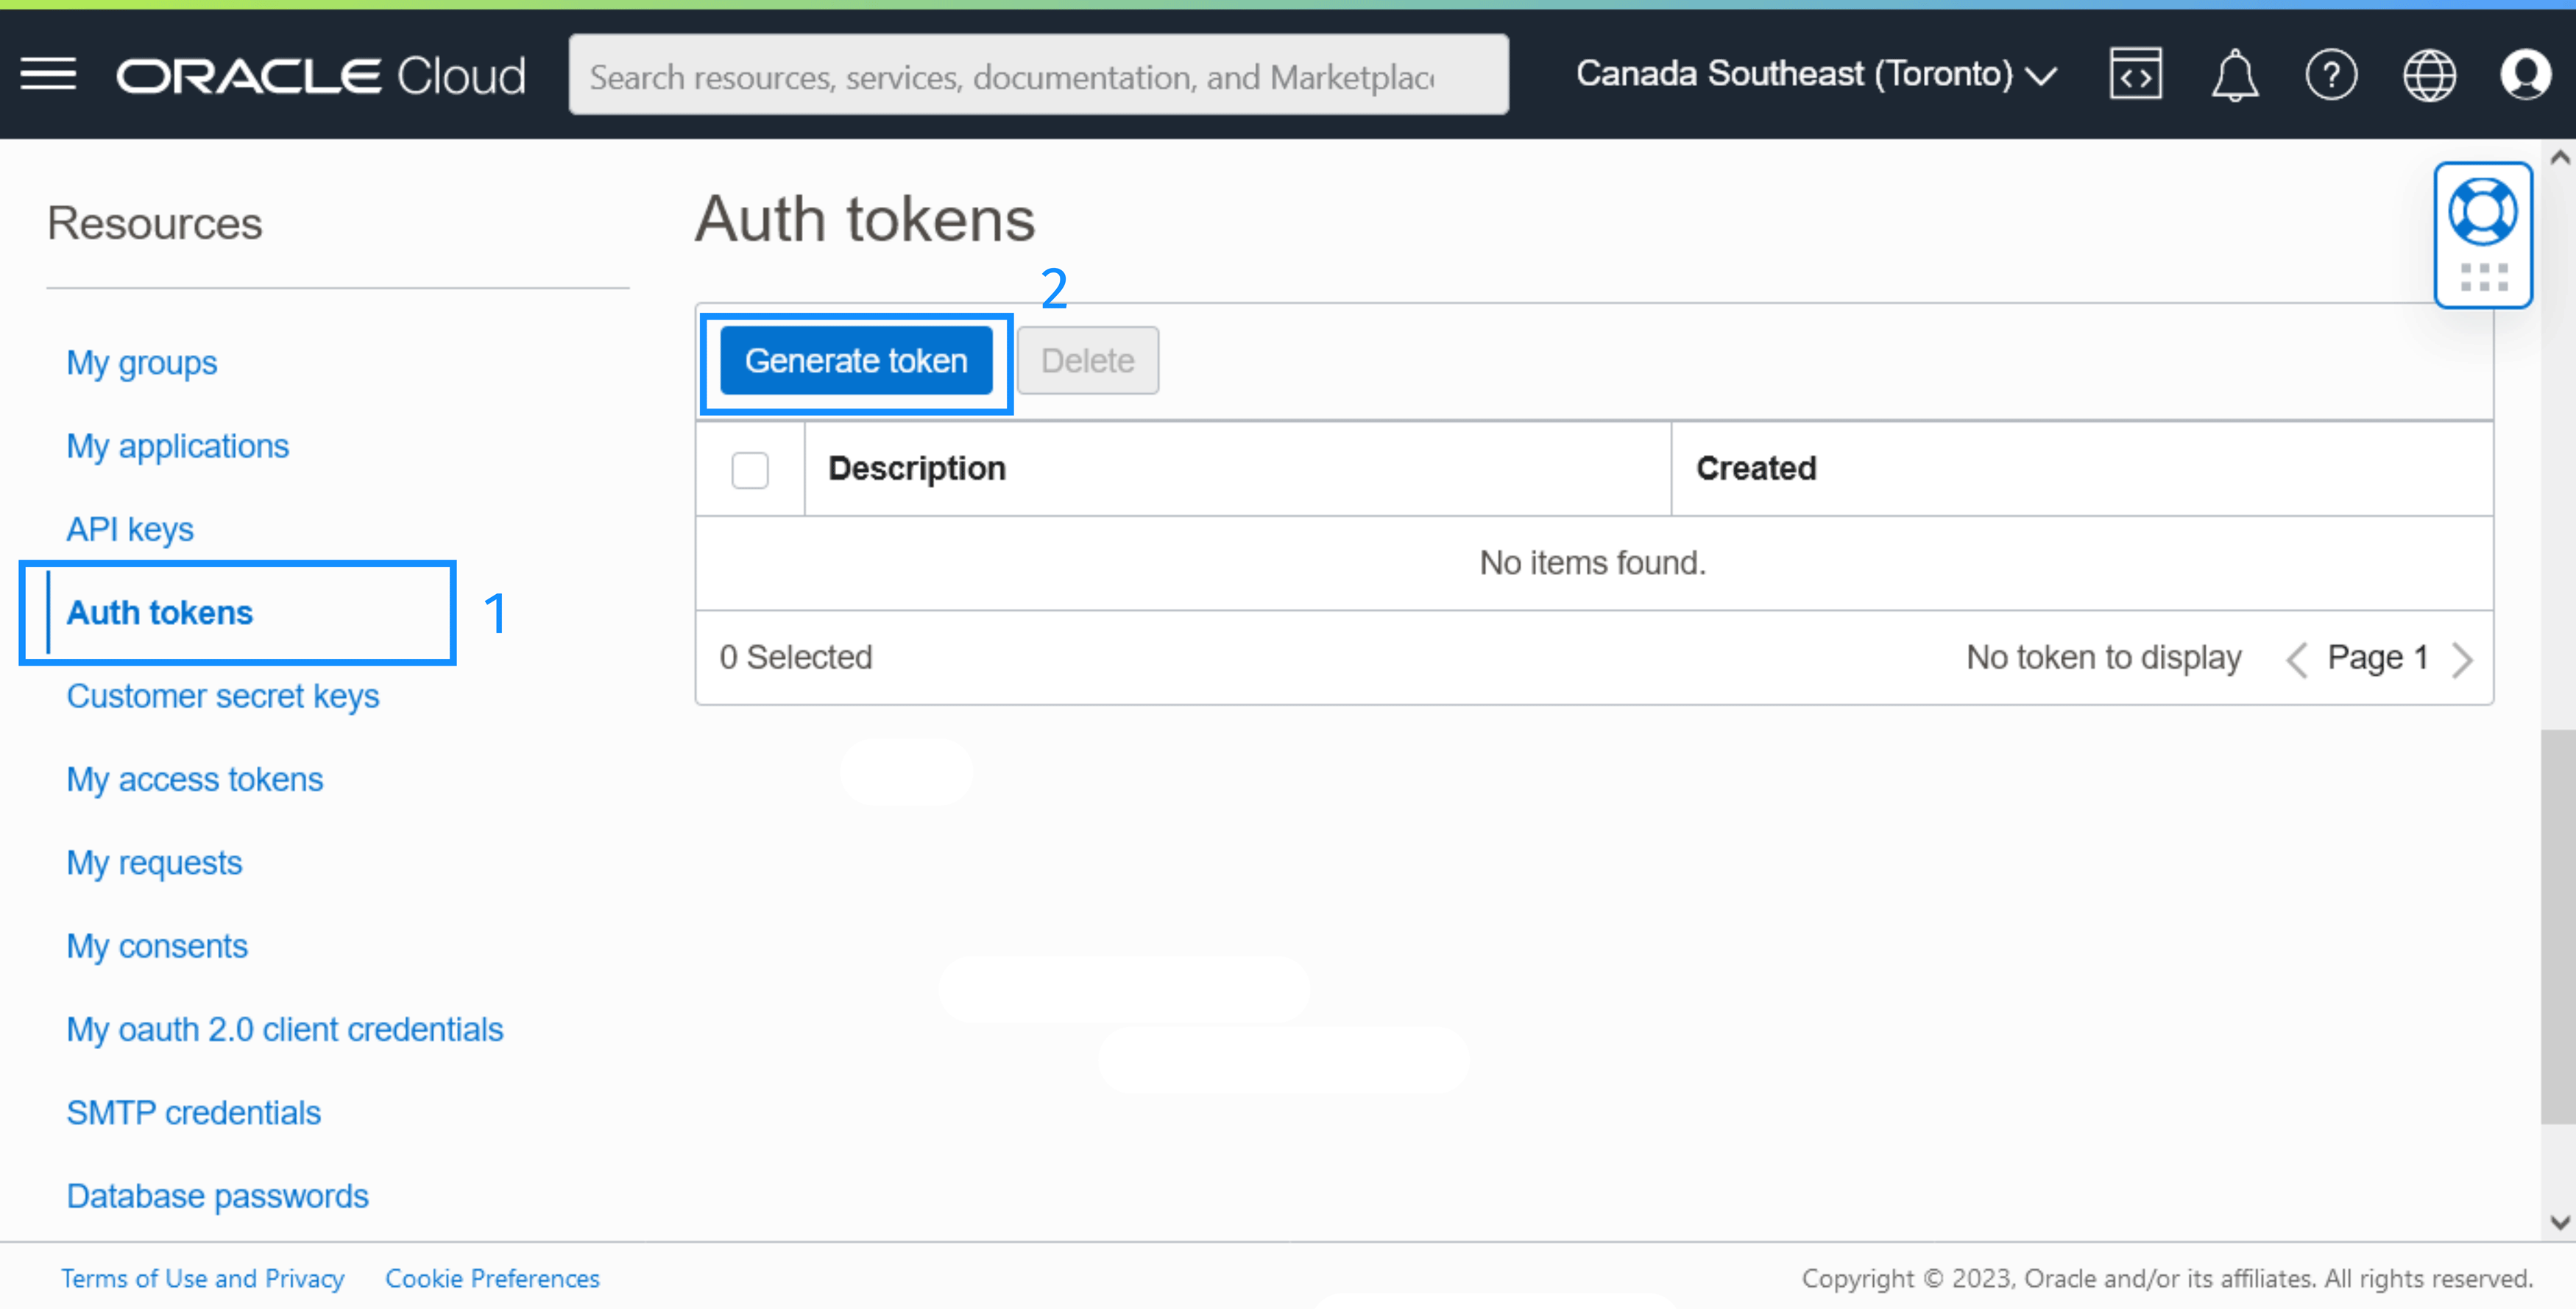 ORACLE Cloud
Search resources, services, documentation, and Marketplac
Canada Southeast (Toronto)
Resources
My groups
My applications
API keys
Auth tokens
1
Customer secret keys
My access tokens
My requests
My consents
My oauth 2.0 client credentials
SMTP credentials
Database passwords
Auth tokens
2
Generate token
Delete
Description
Created
No items found.
0 Selected
No token to display
Page 1
Terms of Use and Privacy
Cookie Preferences
Copyright © 2023, Oracle and/or its affiliates. All rights reserved.